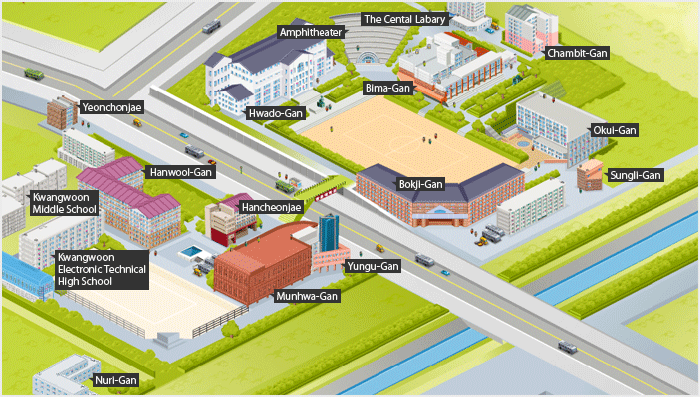 The Cental Labary
Amphitheater
Chambit-Gan
Bima-Gan
Yeonchonjae
Hwado-Gan
Okui-Gan
Hanwool-Gan
Sungli-Gan
Bokji-Gan
Kwangwoon
Middle School
Hancheonjae
Kwangwoon
Electronic Technical
High School
Yungu-Gan
Munhwa-Gan
Nuri-Gan